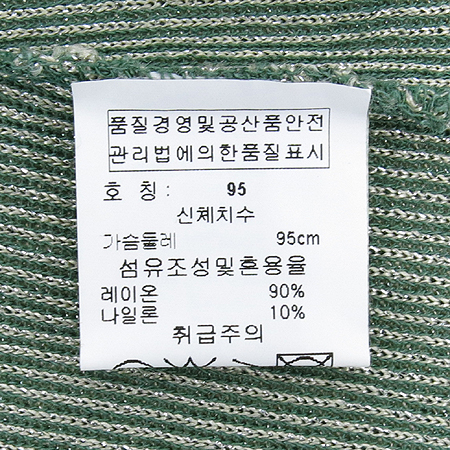 품질경영및공산품안전
관리법에의한품질표시
호 칭 : 95
신체치수
가슴둘레 95cm
섬유조성및혼용율
레이온 90%
나일론 10%
취급주의